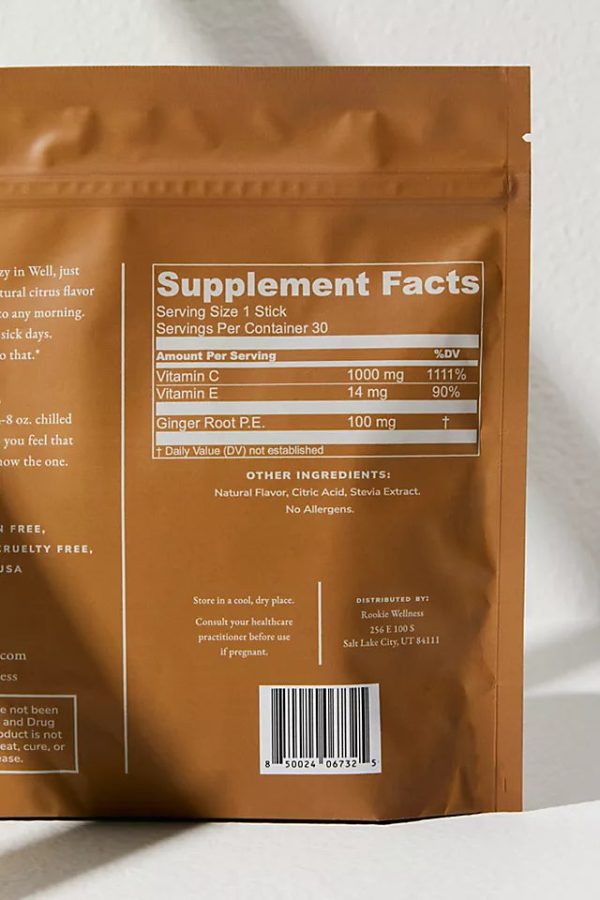 zy in Well, just
tural citrus flavor
to any morning.
sick days.
o that.*
-8 oz. chilled
you feel that
now the one.
N FREE,
CRUELTY FREE,
USA
.com
ess
e not been
and Drug
oduct is not
eat, cure, or
ease.
Supplement Facts
Serving Size 1 Stick
Servings Per Container 30
Amount Per Serving %DV
Vitamin C 1000 mg 1111%
Vitamin E 14 mg 90%
Ginger Root P.E. 100 mg †
† Daily Value (DV) not established
OTHER INGREDIENTS:
Natural Flavor, Citric Acid, Stevia Extract.
No Allergens.
Store in a cool, dry place.
Consult your healthcare
practitioner before use
if pregnant.
DISTRIBUTED BY:
Rookie Wellness
256 E 100 S
Salt Lake City, UT 84111
8 50024 06732 5